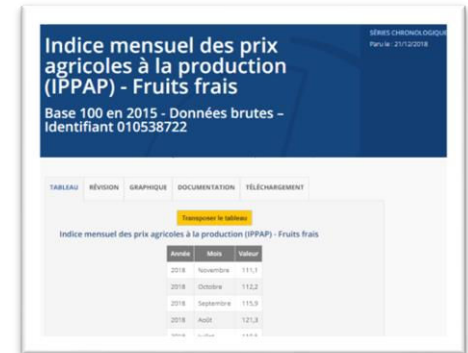 Indice mensuel des prix
agricoles à la production
(IPPAP) - Fruits frais
Base 100 en 2015 - Données brutes –
Identifiant 010538722
SÉRIES CHRONOLOGIQUE
Paru le : 21/12/2018
TABLEAU RÉVISION GRAPHIQUE DOCUMENTATION TÉLÉCHARGEMENT
Transposer le tableau
Indice mensuel des prix agricoles à la production (IPPAP) - Fruits frais
Année Mois Valeur
2018 Novembre 111,1
2018 Octobre 112,2
2018 Septembre 115,9
2018 Août 121,3
2018 Juillet